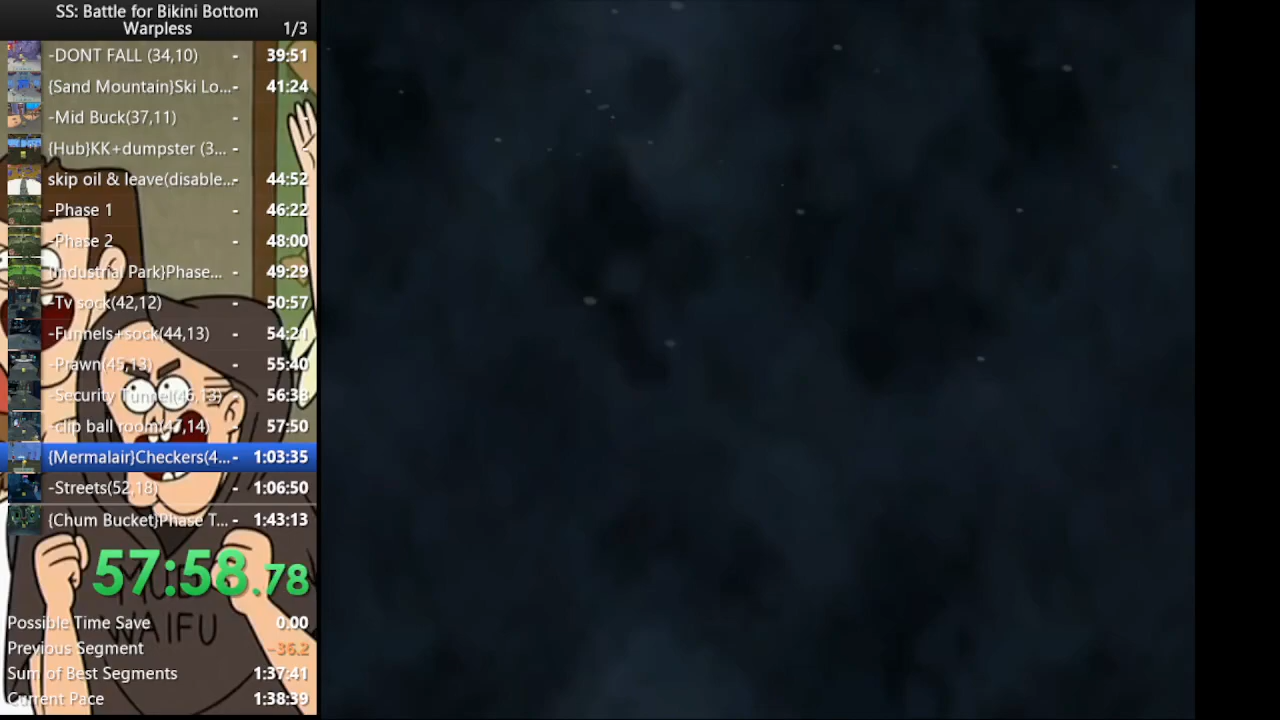 SS: Battle for Bikini Bottom
Warpless 1/3
-DONT FALL (34,10) - 39:51
{Sand Mountain}Ski Lo... - 41:24
-Mid Buck(37,11) - -
{Hub}KK+dumpster (3... - -
skip oil & leave(disable... - 44:52
-Phase 1 - 46:22
-Phase 2 - 48:00
{Industrial Park}Phase... - 49:29
-Tv sock(42,12) - 50:57
-Funnels+sock(44,13) - 54:21
-Prawn(45,13) - 55:40
-Security Tunnel(46,13) - 56:38
-clip ball room(47,14) - 57:50
{Mermalair}Checkers(4... - 1:03:35
-Streets(52,18) - 1:06:50
{Chum Bucket}Phase T... - 1:43:13
57:58.78
WAIFU
Possible Time Save 0.00
Previous Segment -36.2
Sum of Best Segments 1:37:41
Current Pace 1:38:39